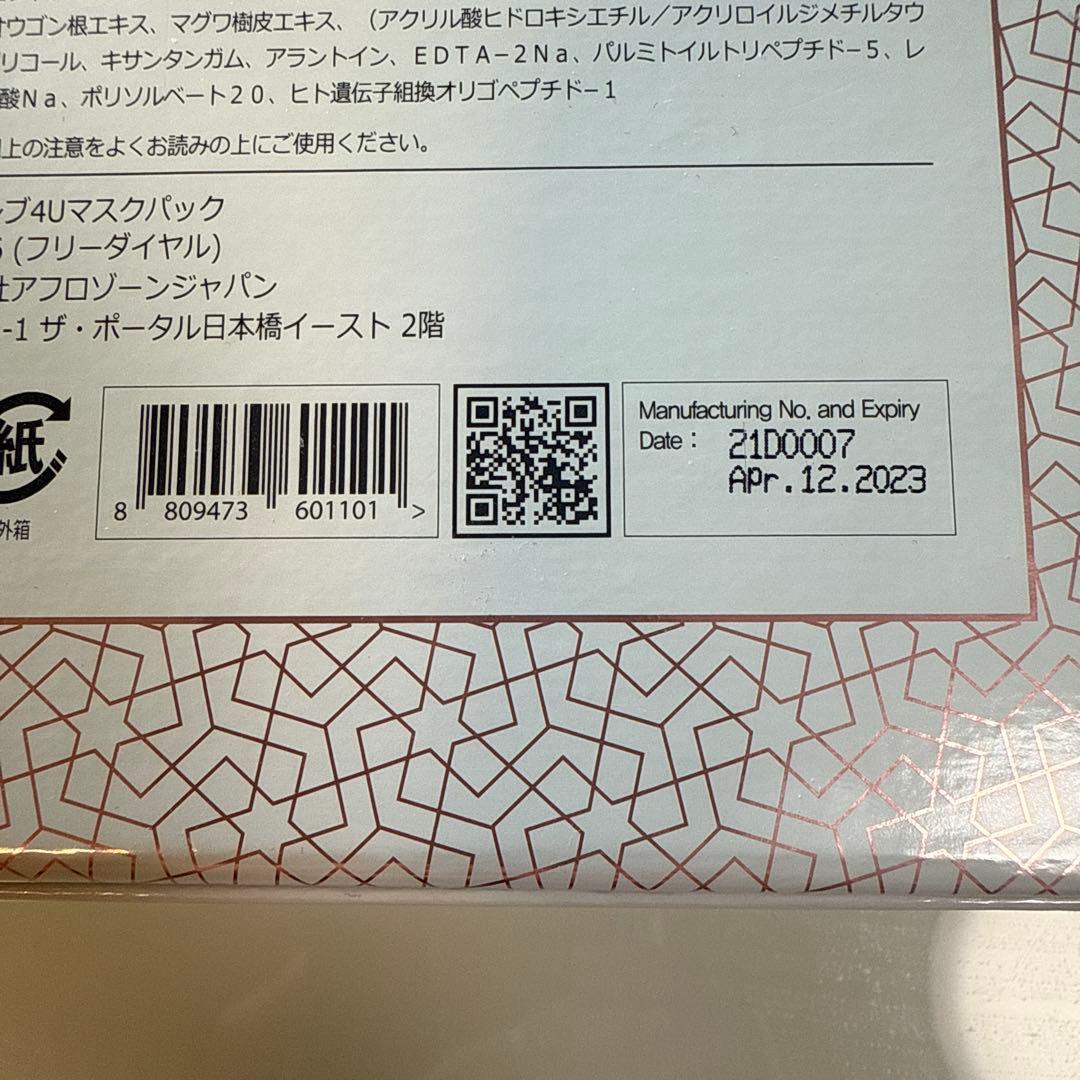 オウゴン根エキス、マグワ樹皮エキス、（アクリル酸ヒドロキシエチル／アクリロイルジメチルタウ
リコール、キサンタンガム、アラントイン、ＥＤＴＡ−２Ｎａ、パルミトイルトリペプチド−５、レ
酸Ｎａ、ポリソルベート２０、ヒト遺伝子組換オリゴペプチド−１
上の注意をよくお読みの上にご使用ください。
ブ4Uマスクパック
(フリーダイヤル)
社アフロゾーンジャパン
-1 ザ・ポータル日本橋イースト 2階
紙
外箱
8 809473 601101 >
Manufacturing No. and Expiry
Date : 21D0007
Apr.12.2023